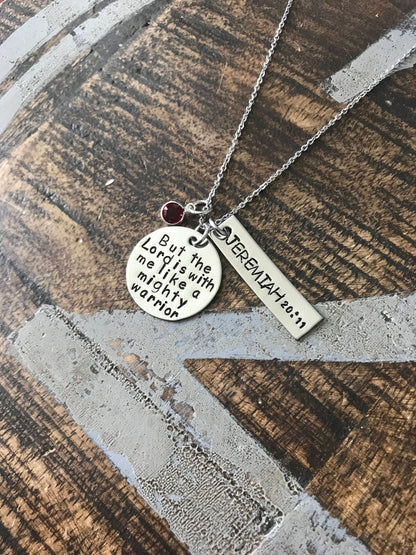 But the
Lord is with
me like a
mighty
warrior
JEREMIAH 20:11